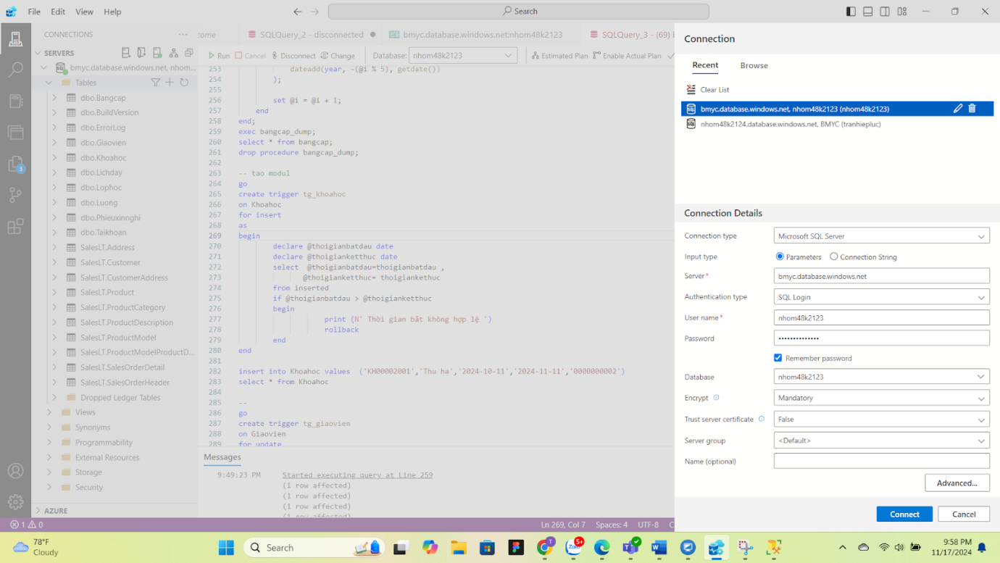 File Edit View Help
Search
CONNECTIONS
SERVERS
bmyc.database.windows.net, nhom...
Tables
dbo.Bangcap
dbo.BuildVersion
dbo.ErrorLog
dbo.Giaovien
dbo.Khoahoc
dbo.Lichday
dbo.Lophoc
dbo.Luong
dbo.Phieuxinnghi
dbo.Taikhoan
SalesLT.Address
SalesLT.Customer
SalesLT.CustomerAddress
SalesLT.Product
SalesLT.ProductCategory
SalesLT.ProductDescription
SalesLT.ProductModel
SalesLT.ProductModelProductD...
SalesLT.SalesOrderDetail
SalesLT.SalesOrderHeader
Dropped Ledger Tables
Views
Synonyms
Programmability
External Resources
Storage
Security
AZURE
3
come SQLQuery_2 - disconnected bmyc.database.windows.net:nhom48k2123 SQLQuery_3 - (69) b
Run Cancel Disconnect Change Database: nhom48k2123 Estimated Plan Enable Actual Plan
253 dateadd(year, -(@i % 5), getdate())
254 );
255
256 set @i = @i + 1;
257 end
258 end;
259 exec bangcap_dump;
260 select * from bangcap;
261 drop procedure bangcap_dump;
262
263 -- tao modul
264 go
265 create trigger tg_khoahoc
266 on Khoahoc
267 for insert
268 as
269 begin
270 declare @thoigianbatdau date
271 declare @thoigianketthuc date
272 select @thoigianbatdau=thoigianbatdau ,
273 @thoigianketthuc= thoigiankethuc
274 from inserted
275 if @thoigianbatdau > @thoigianketthuc
276 begin
277 print (N' Thời gian bắt không hợp lệ ')
278 rollback
279 end
280 end
281
282 insert into Khoahoc values ('KH00002001','Thu ha','2024-10-11','2024-11-11','0000000002')
283 select * from Khoahoc
284
285 --
286 go
287 create trigger tg_giaovien
288 on Giaovien
289 for update
Messages
9:49:23 PM Started executing query at Line 259
(1 row affected)
(1 row affected)
(1 row affected)
(1 row affected)
1 0
Ln 269, Col 7 Spaces: 4 UTF-8 C
Connection
Recent Browse
Clear List
bmyc.database.windows.net, nhom48k2123 (nhom48k2123)
nhom48k2124.database.windows.net, BMYC (tranhiepluc)
Connection Details
Connection type Microsoft SQL Server
Input type Parameters Connection String
Server* bmyc.database.windows.net
Authentication type SQL Login
User name* nhom48k2123
Password ••••••••••••••
Remember password
Database nhom48k2123
Encrypt Mandatory
Trust server certificate False
Server group <Default>
Name (optional)
Advanced...
Connect Cancel
78°F
Cloudy
Search
5+
T
9:58 PM
11/17/2024